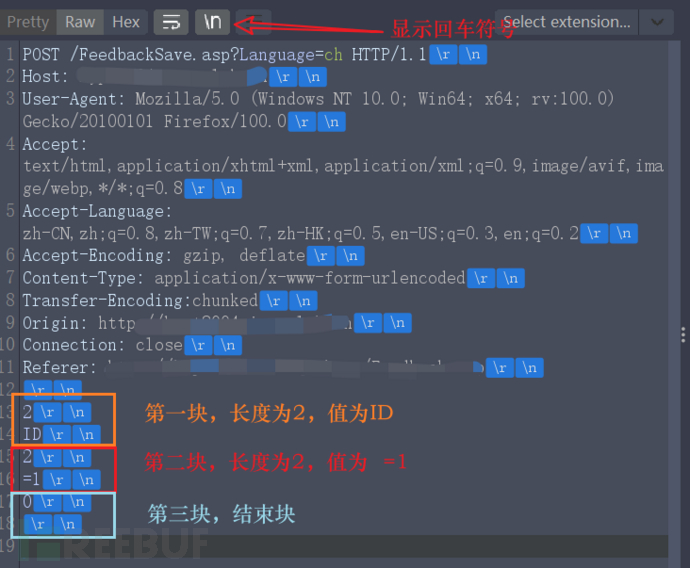 Pretty Raw Hex \n Select extension...
显示回车符号
1 POST /FeedbackSave.asp?Language=ch HTTP/1.1 \r \n
2 Host: \r \n
3 User-Agent: Mozilla/5.0 (Windows NT 10.0; Win64; x64; rv:100.0)
Gecko/20100101 Firefox/100.0 \r \n
4 Accept:
text/html,application/xhtml+xml,application/xml;q=0.9,image/avif,ima
ge/webp,*/*;q=0.8 \r \n
5 Accept-Language:
zh-CN,zh;q=0.8,zh-TW;q=0.7,zh-HK;q=0.5,en-US;q=0.3,en;q=0.2 \r \n
6 Accept-Encoding: gzip, deflate \r \n
7 Content-Type: application/x-www-form-urlencoded \r \n
8 Transfer-Encoding:chunked \r \n
9 Origin: \r \n
10 Connection: close \r \n
11 Referer: \r \n
12 \r \n
13 2 \r \n
第一块，长度为2，值为ID
14 ID \r \n
15 2 \r \n
第二块，长度为2，值为 =1
16 =1 \r \n
17 0 \r \n
第三块，结束块
18 \r \n
19
REEBUF